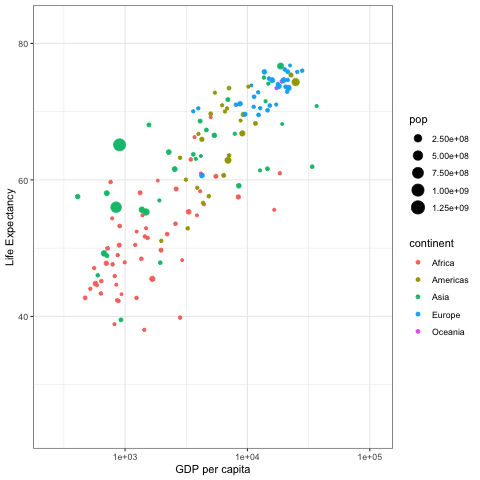 80
60
40
Life Expectancy
1e+03
1e+04
1e+05
GDP per capita
pop
2.50e+08
5.00e+08
7.50e+08
1.00e+09
1.25e+09
continent
Africa
Americas
Asia
Europe
Oceania